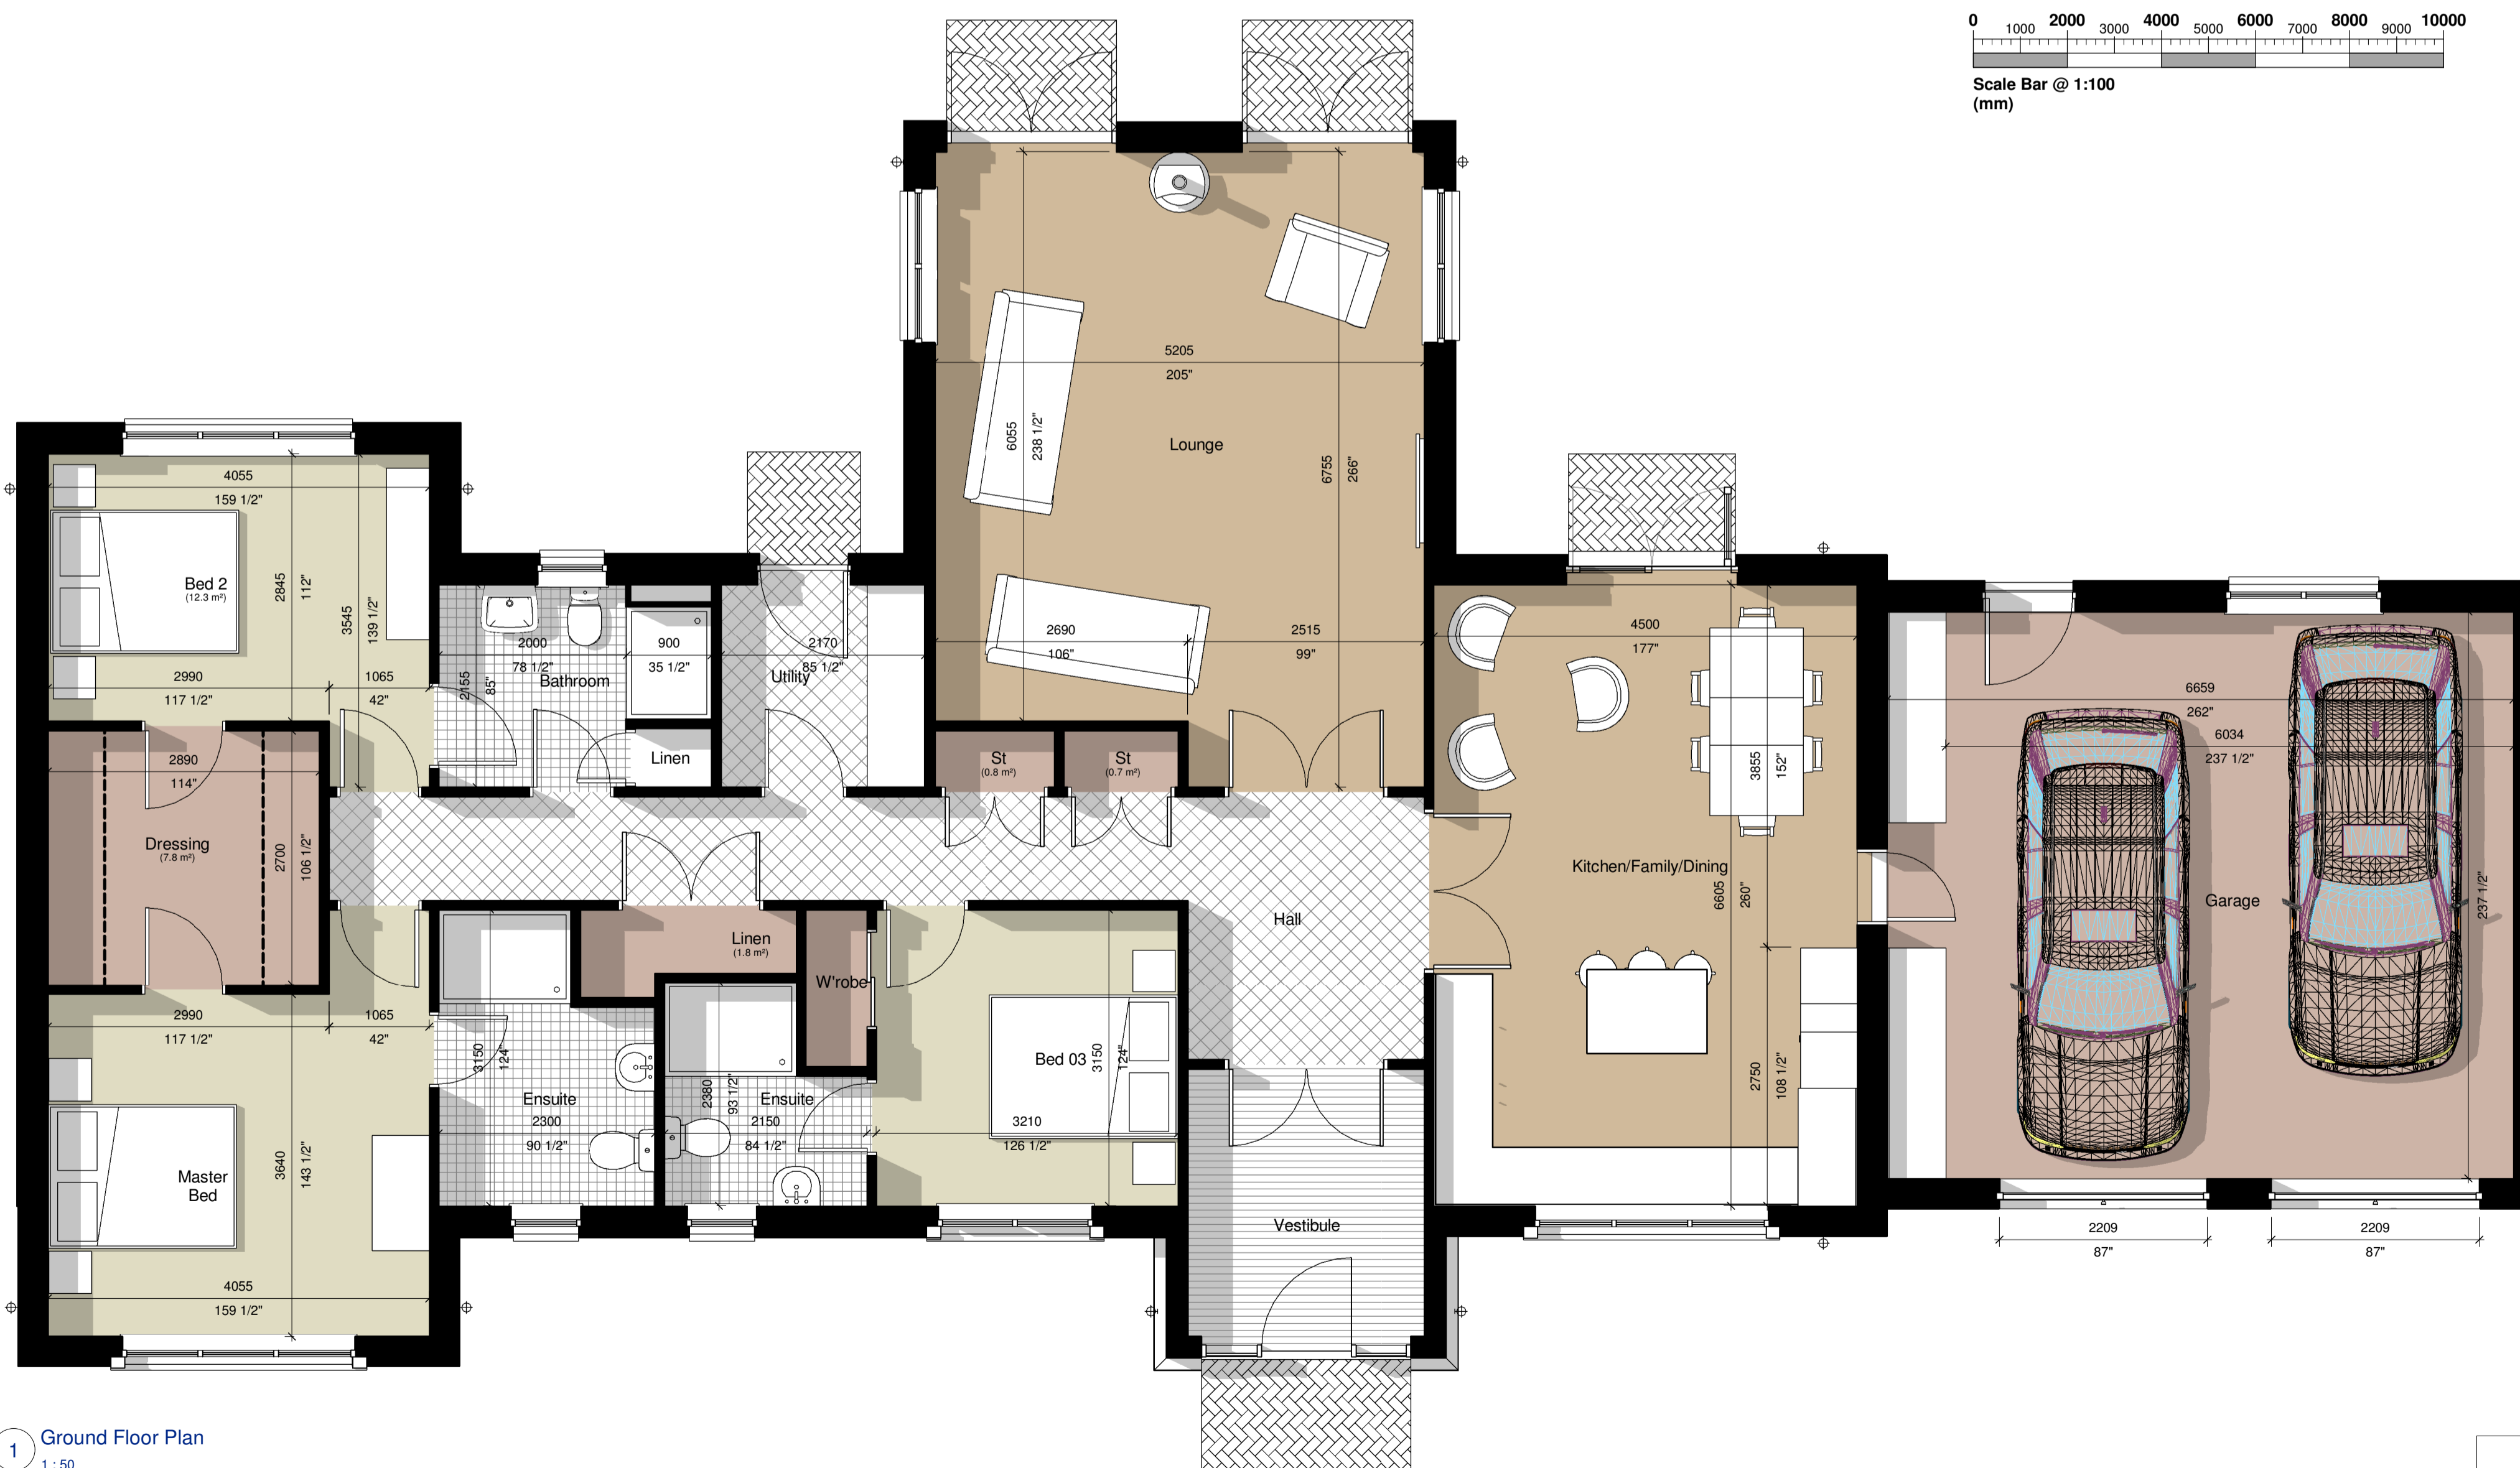 0 1000 2000 3000 4000 5000 6000 7000 8000 9000 10000
Scale Bar @ 1:100
(mm)
5205
205"
6055
238 1/2"
Lounge
6755
266"
2690
106"
2515
99"
4055
159 1/2"
Bed 2
(12.3 m²)
2845
112"
3545
139 1/2"
2990
117 1/2"
1065
42"
2000
78 1/2"
2155
85"
Bathroom
900
35 1/2"
2170
85 1/2"
Utility
Linen
St
(0.8 m²)
St
(0.7 m²)
2890
114"
Dressing
(7.8 m²)
2700
106 1/2"
4500
177"
3855
152"
Kitchen/Family/Dining
6605
260"
2750
108 1/2"
6659
262"
6034
237 1/2"
Garage
237 1/2"
Hall
Linen
(1.8 m²)
W'robe
2990
117 1/2"
1065
42"
3150
124"
Ensuite
2300
90 1/2"
2380
93 1/2"
Ensuite
2150
84 1/2"
Bed 03
3150
124"
3210
126 1/2"
Master
Bed
3640
143 1/2"
4055
159 1/2"
Vestibule
2209
87"
2209
87"
1
Ground Floor Plan
1 : 50